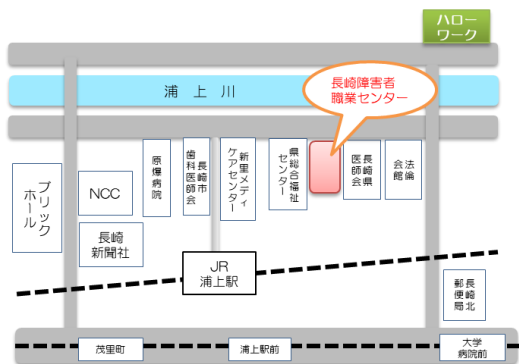 ハロー
ワーク
長崎障害者
職業センター
浦上川
ブリック
ホール
NCC
長崎
新聞社
原爆病院
長崎市
歯科医師会
新里メディ
ケアセンター
県総合福祉
センター
長崎県
医師会
法倫
会館
JR
浦上駅
長崎北
郵便局
茂里町
浦上駅前
大学
病院前